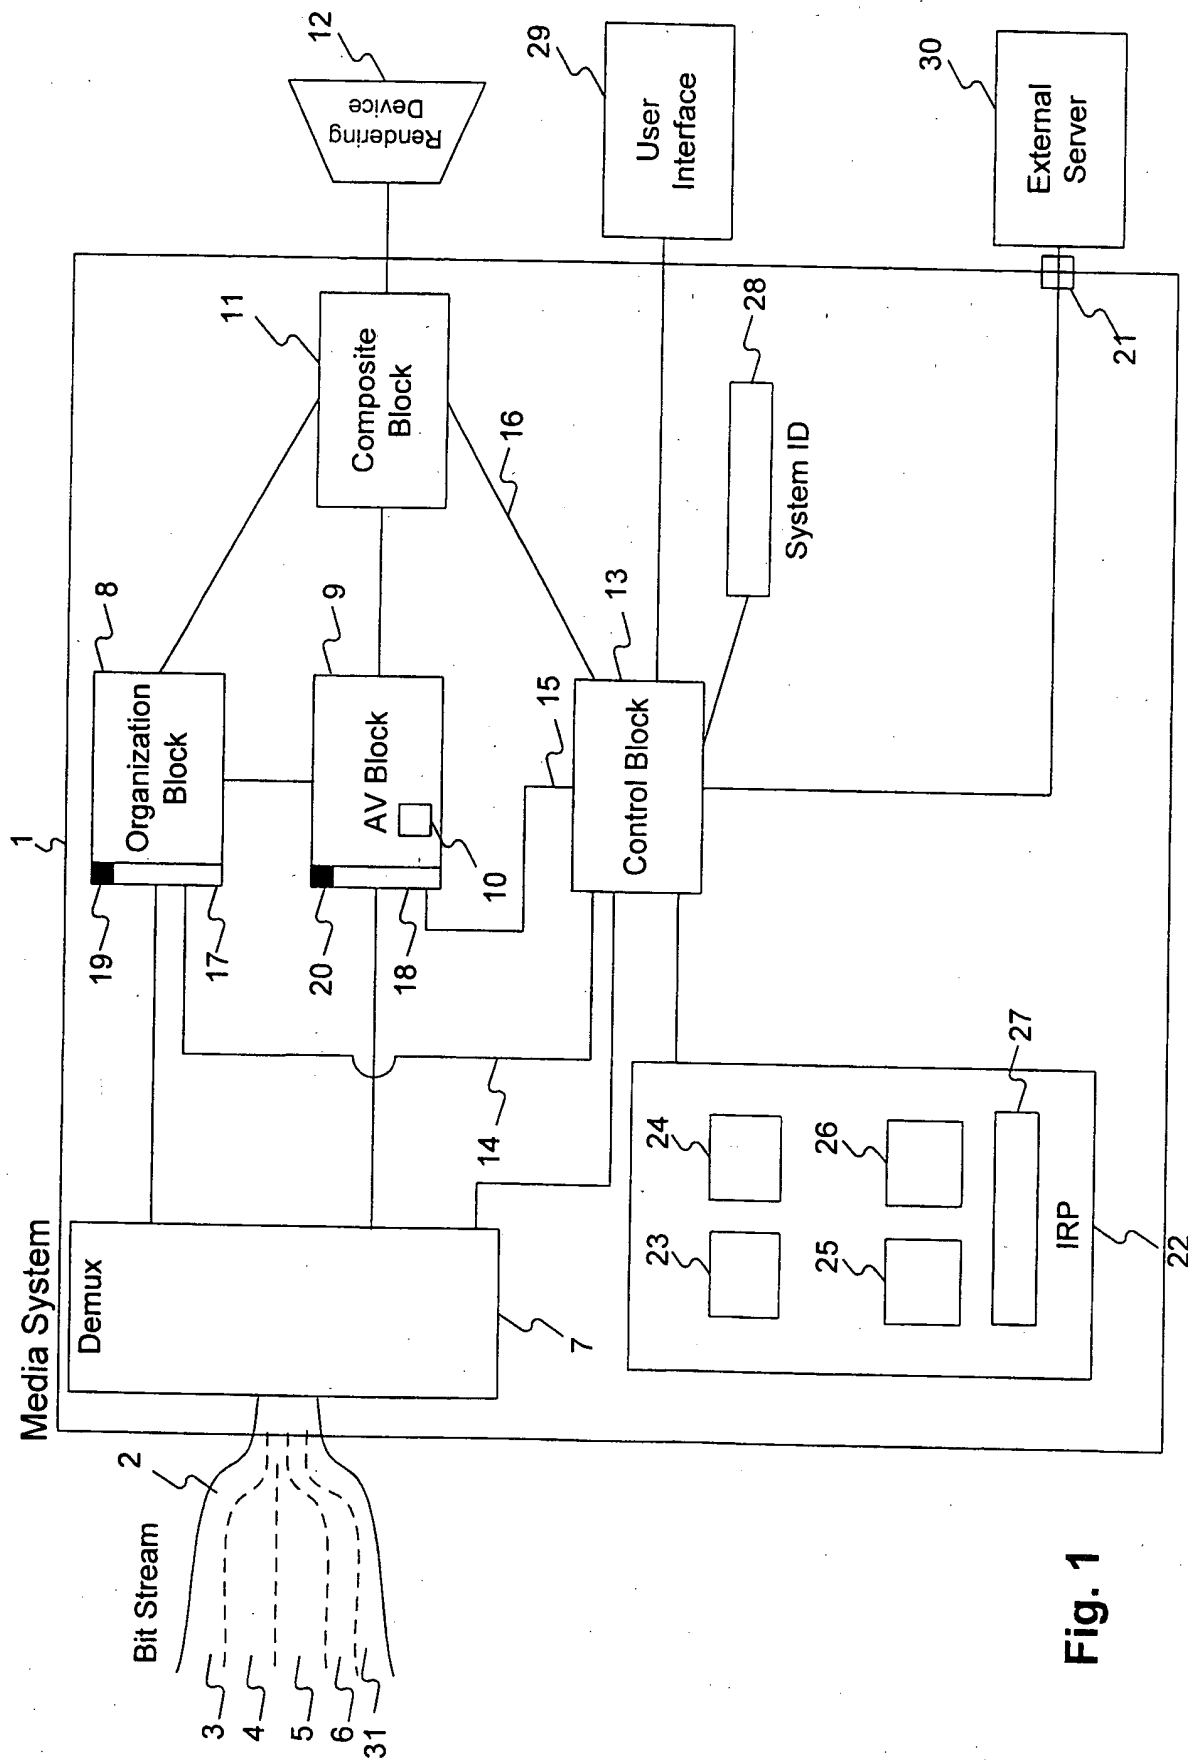 Media System
1
Bit Stream
2
3
4
5
6
31
Demux
7
19
17
Organization
Block
8
20
18
AV Block
10
9
14
15
Control Block
13
16
Composite
Block
11
Rendering
Device
12
User
Interface
29
System ID
28
External
Server
30
21
23
24
25
26
27
IRP
22
Fig. 1